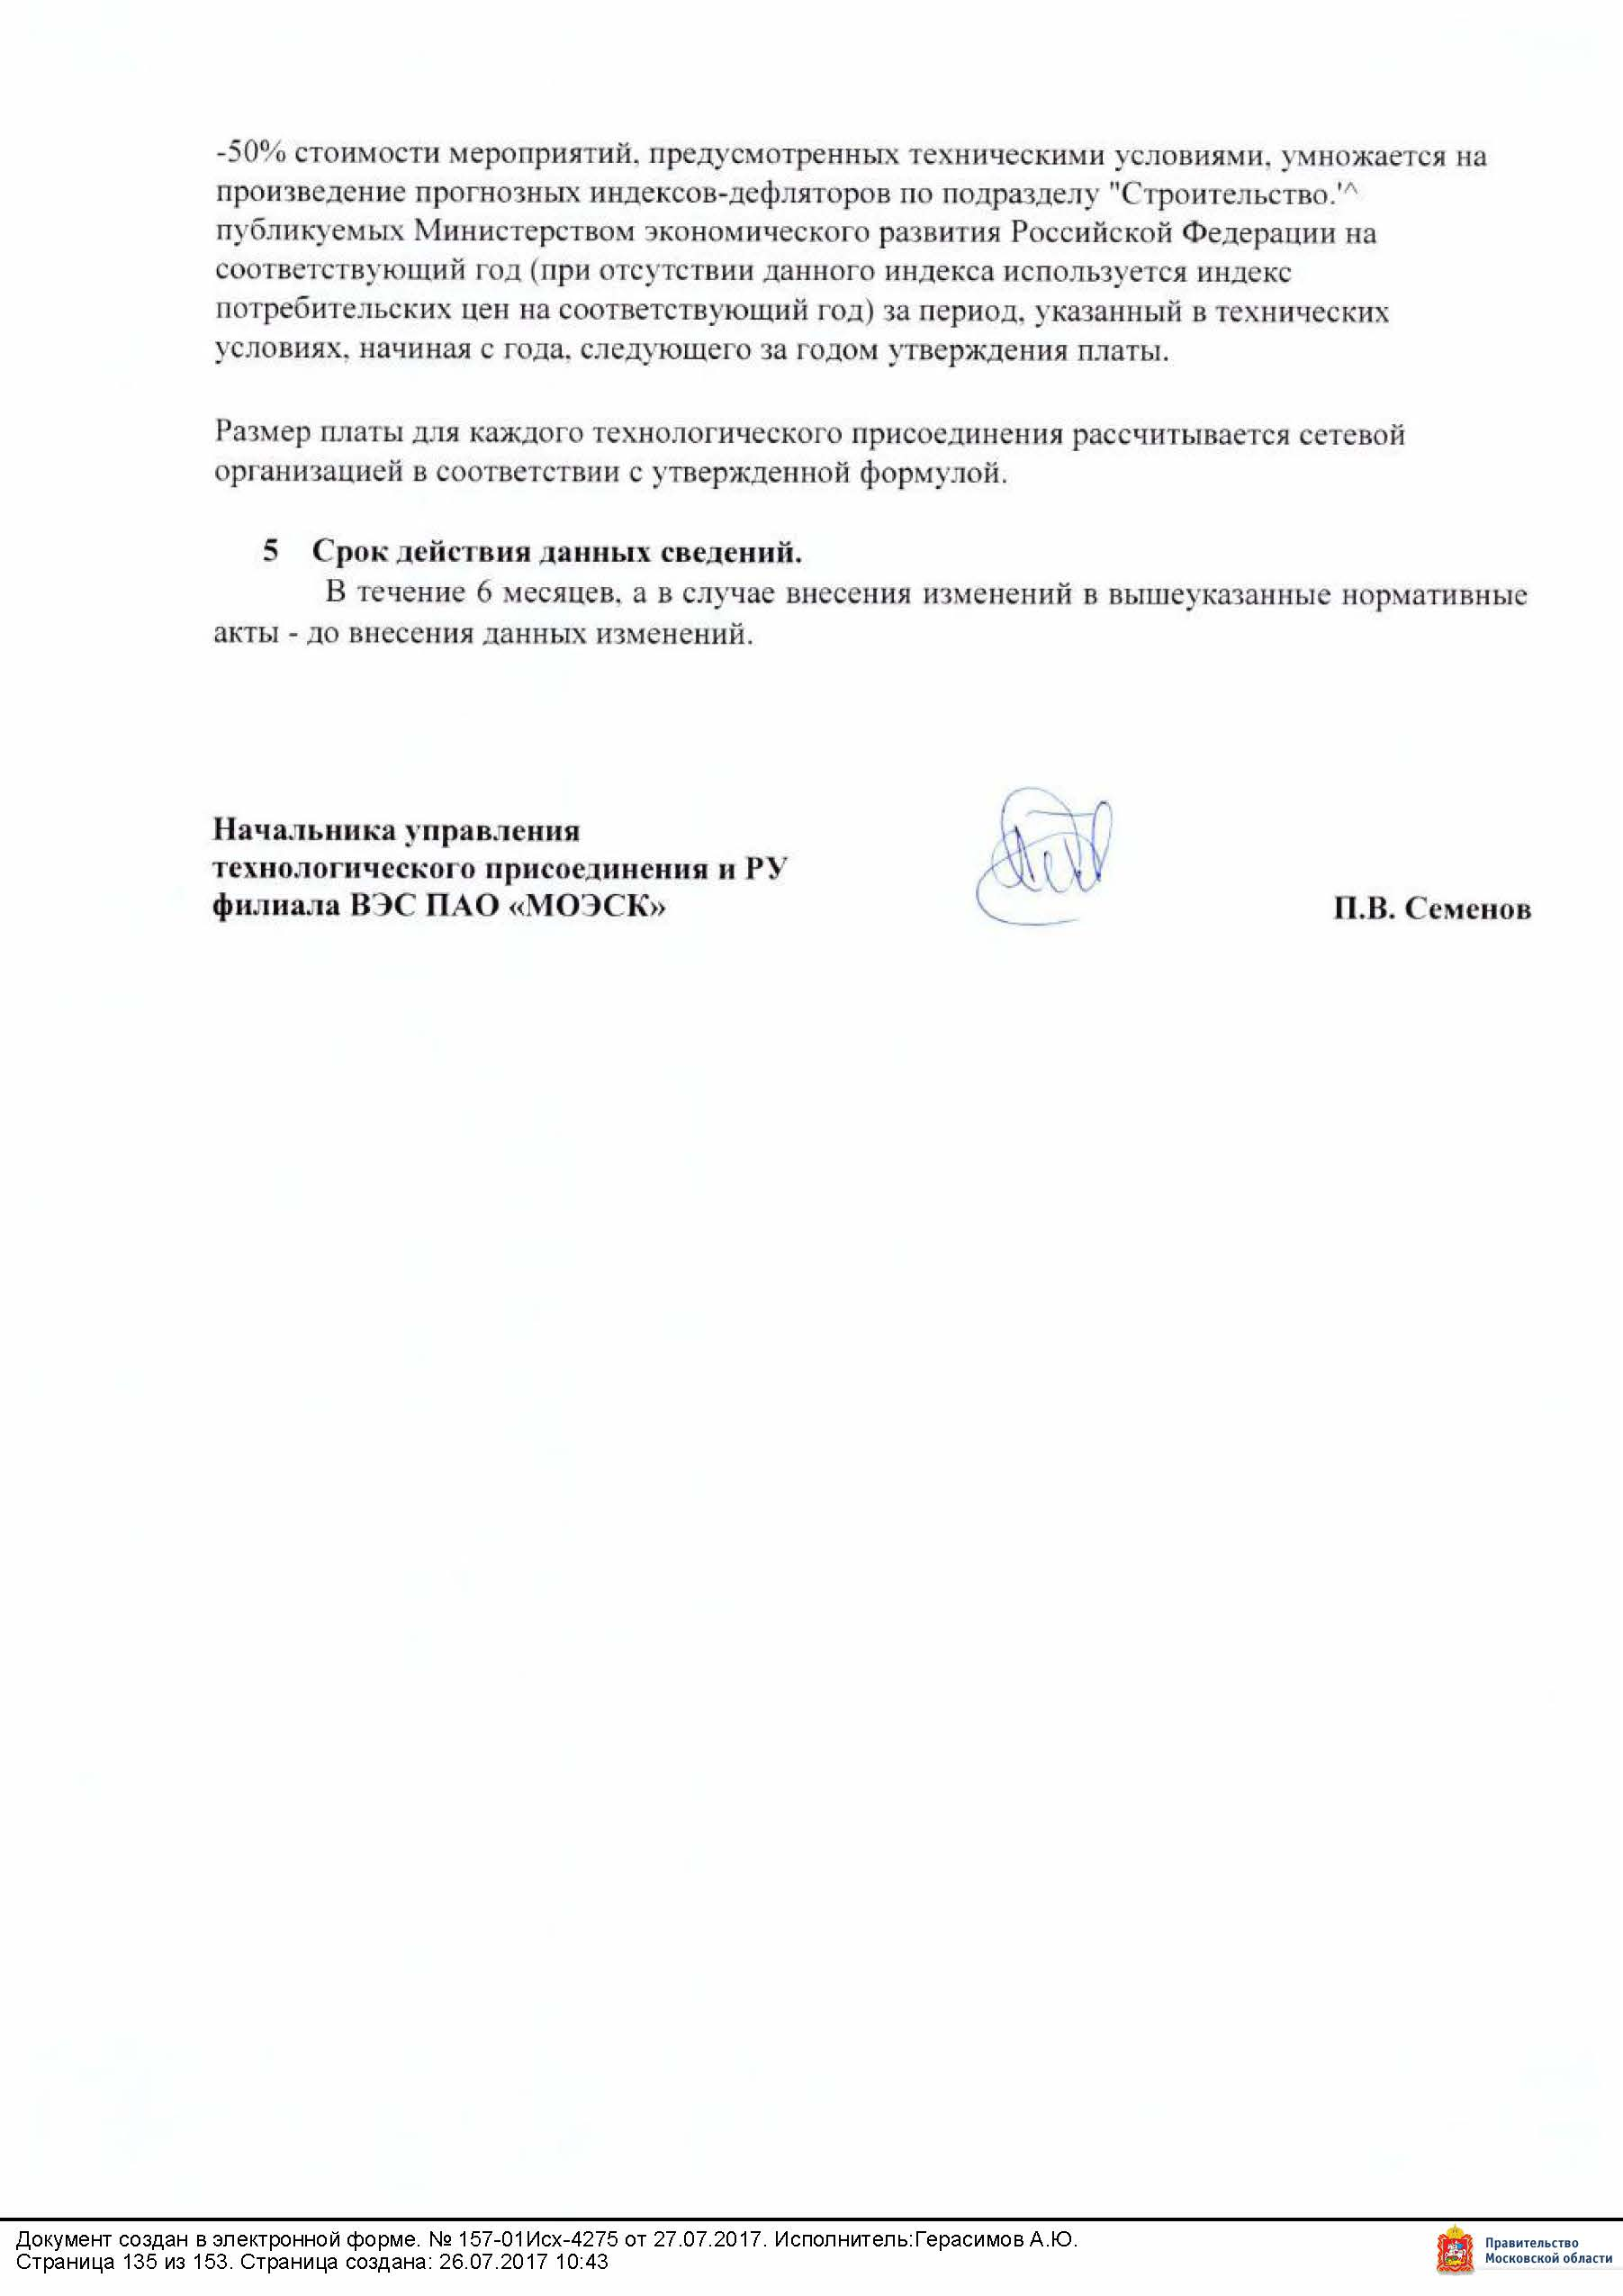 -50% стоимости мероприятий, предусмотренных техническими условиями, умножается на
произведение прогнозных индексов-дефляторов по подразделу "Строительство.'^
публикуемых Министерством экономического развития Российской Федерации на
соответствующий год (при отсутствии данного индекса используется индекс
потребительских цен на соответствующий год) за период, указанный в технических
условиях, начиная с года, следующего за годом утверждения платы.
Размер платы для каждого технологического присоединения рассчитывается сетевой
организацией в соответствии с утвержденной формулой.
5 Срок действия данных сведений.
В течение 6 месяцев, а в случае внесения изменений в вышеуказанные нормативные
акты - до внесения данных изменений.
Начальника управления
технологического присоединения и РУ
филиала ВЭС ПАО «МОЭСК»
П.В. Семенов
Документ создан в электронной форме. № 157-01Исх-4275 от 27.07.2017. Исполнитель:Герасимов А.Ю.
Страница 135 из 153. Страница создана: 26.07.2017 10:43
Правительство
Московской области